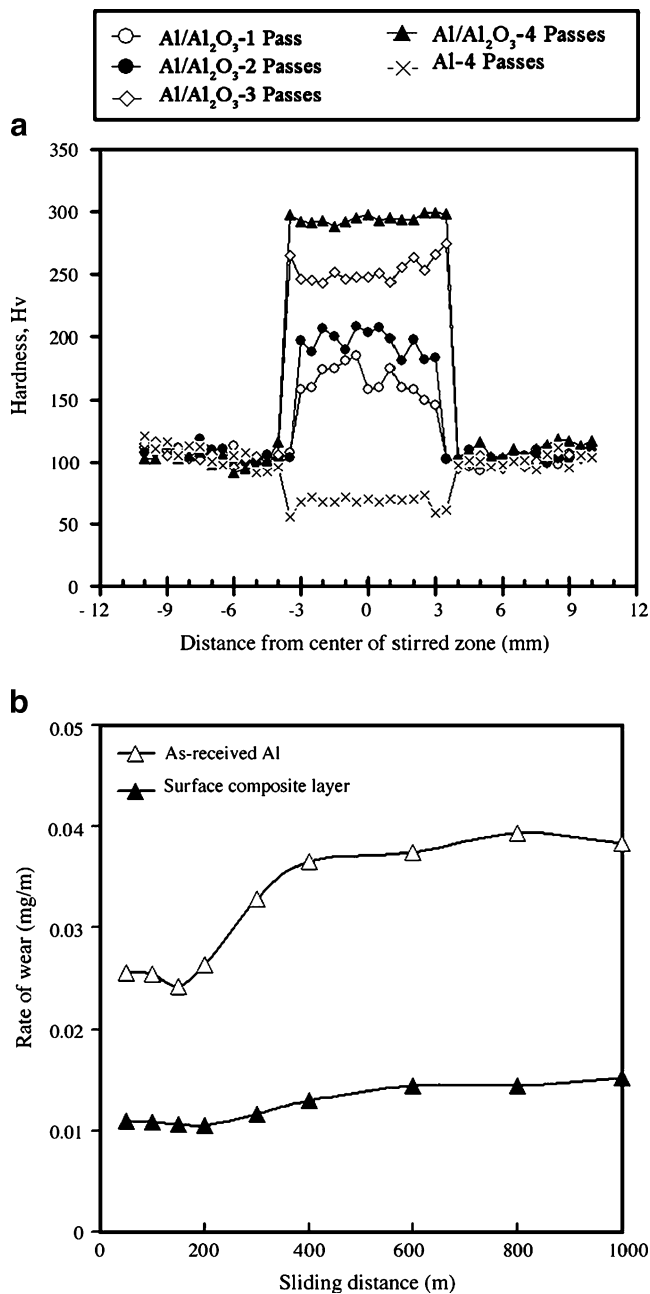 Al/Al2O3-1 Pass
Al/Al2O3-2 Passes
Al/Al2O3-3 Passes
Al/Al2O3-4 Passes
Al-4 Passes
a
350
300
250
200
150
100
50
0
Hardness, Hv
- 12 -9 -6 -3 0 3 6 9 12
Distance from center of stirred zone (mm)
b
0.05
0.04
0.03
0.02
0.01
0
Rate of wear (mg/m)
As-received Al
Surface composite layer
0 200 400 600 800 1000
Sliding distance (m)